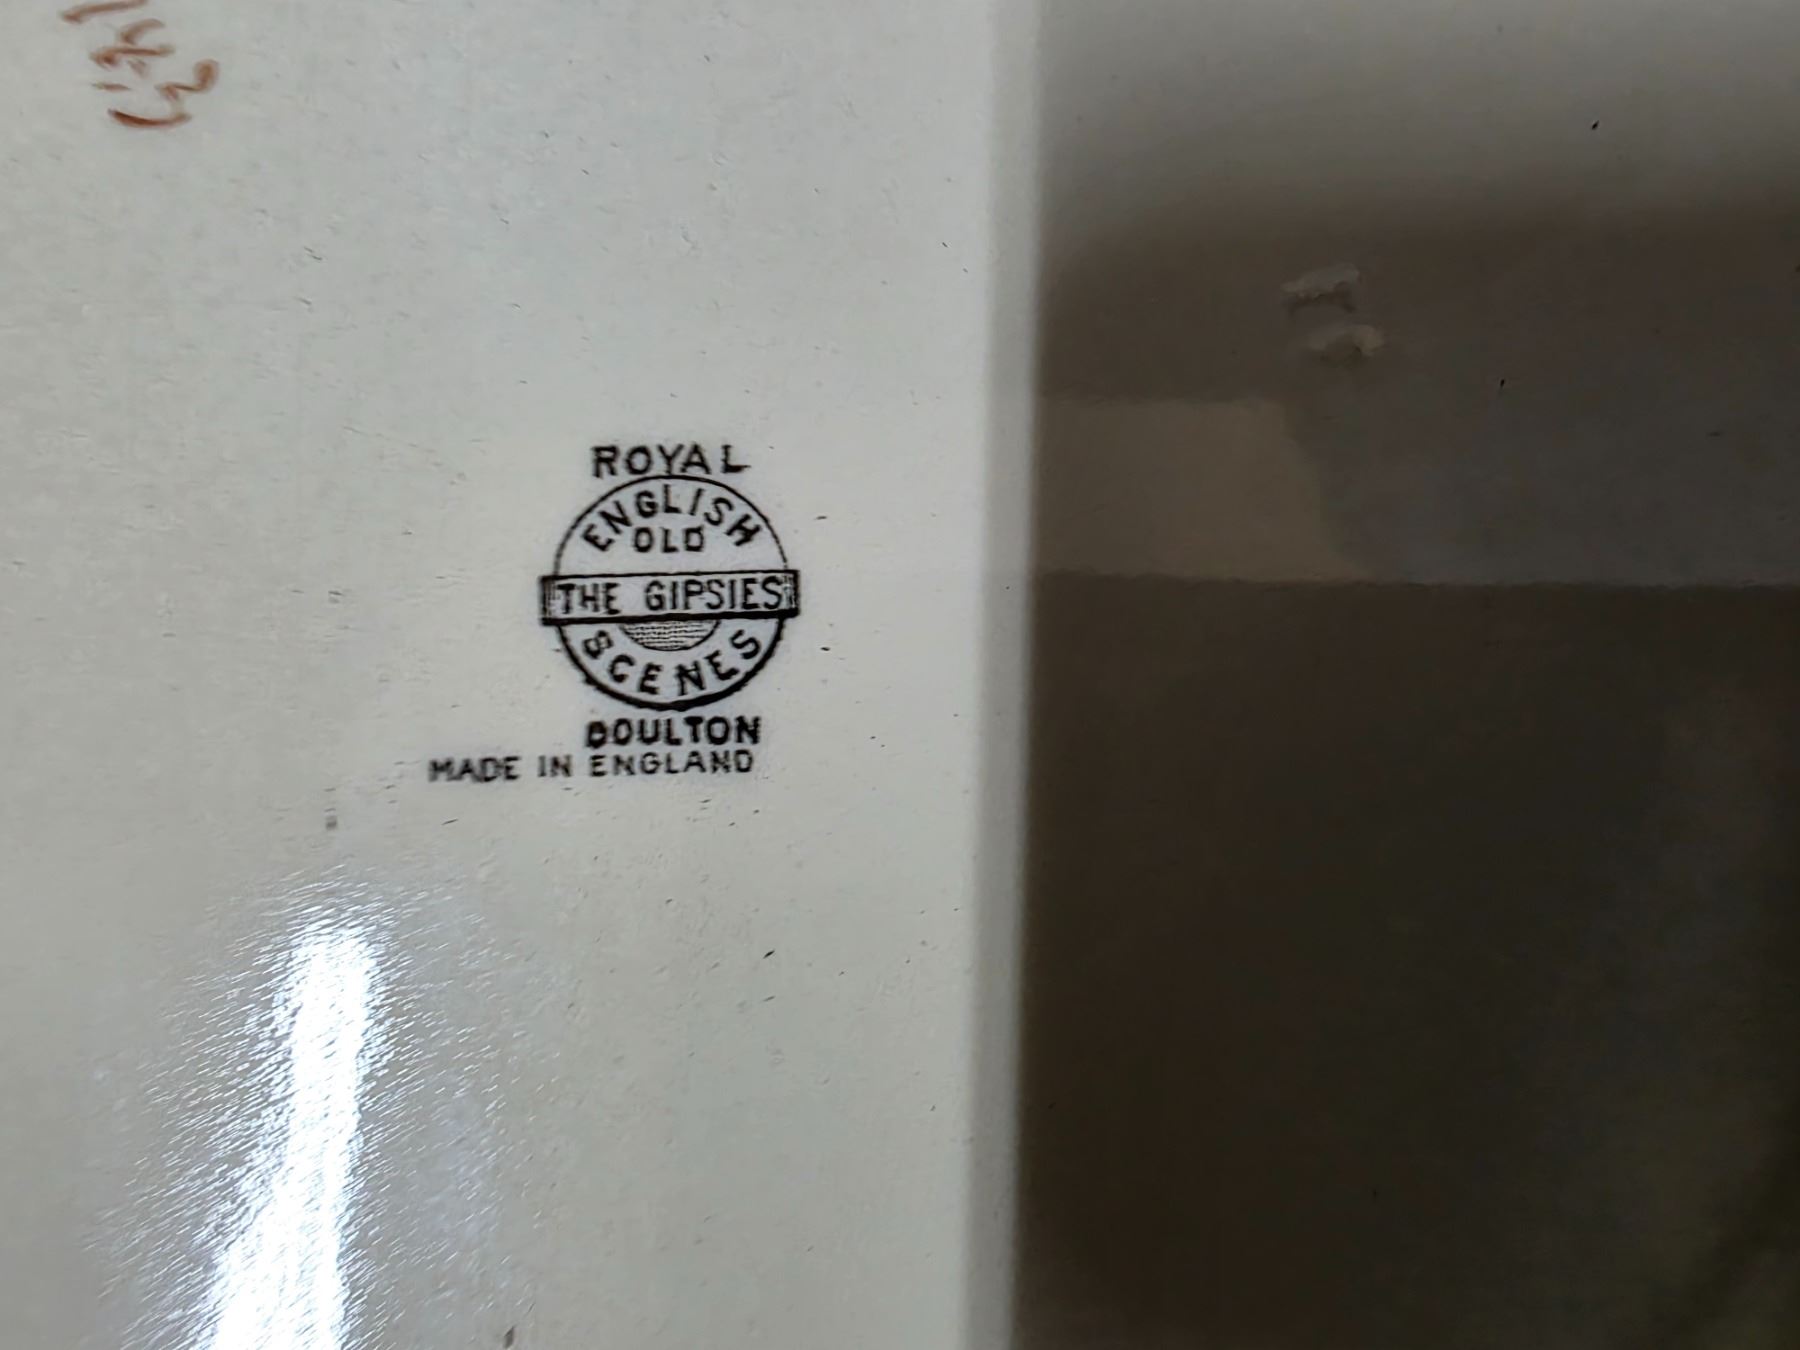 ROYAL
ENGLISH
OLD
THE GIPSIES
SCENES
DOULTON
MADE IN ENGLAND